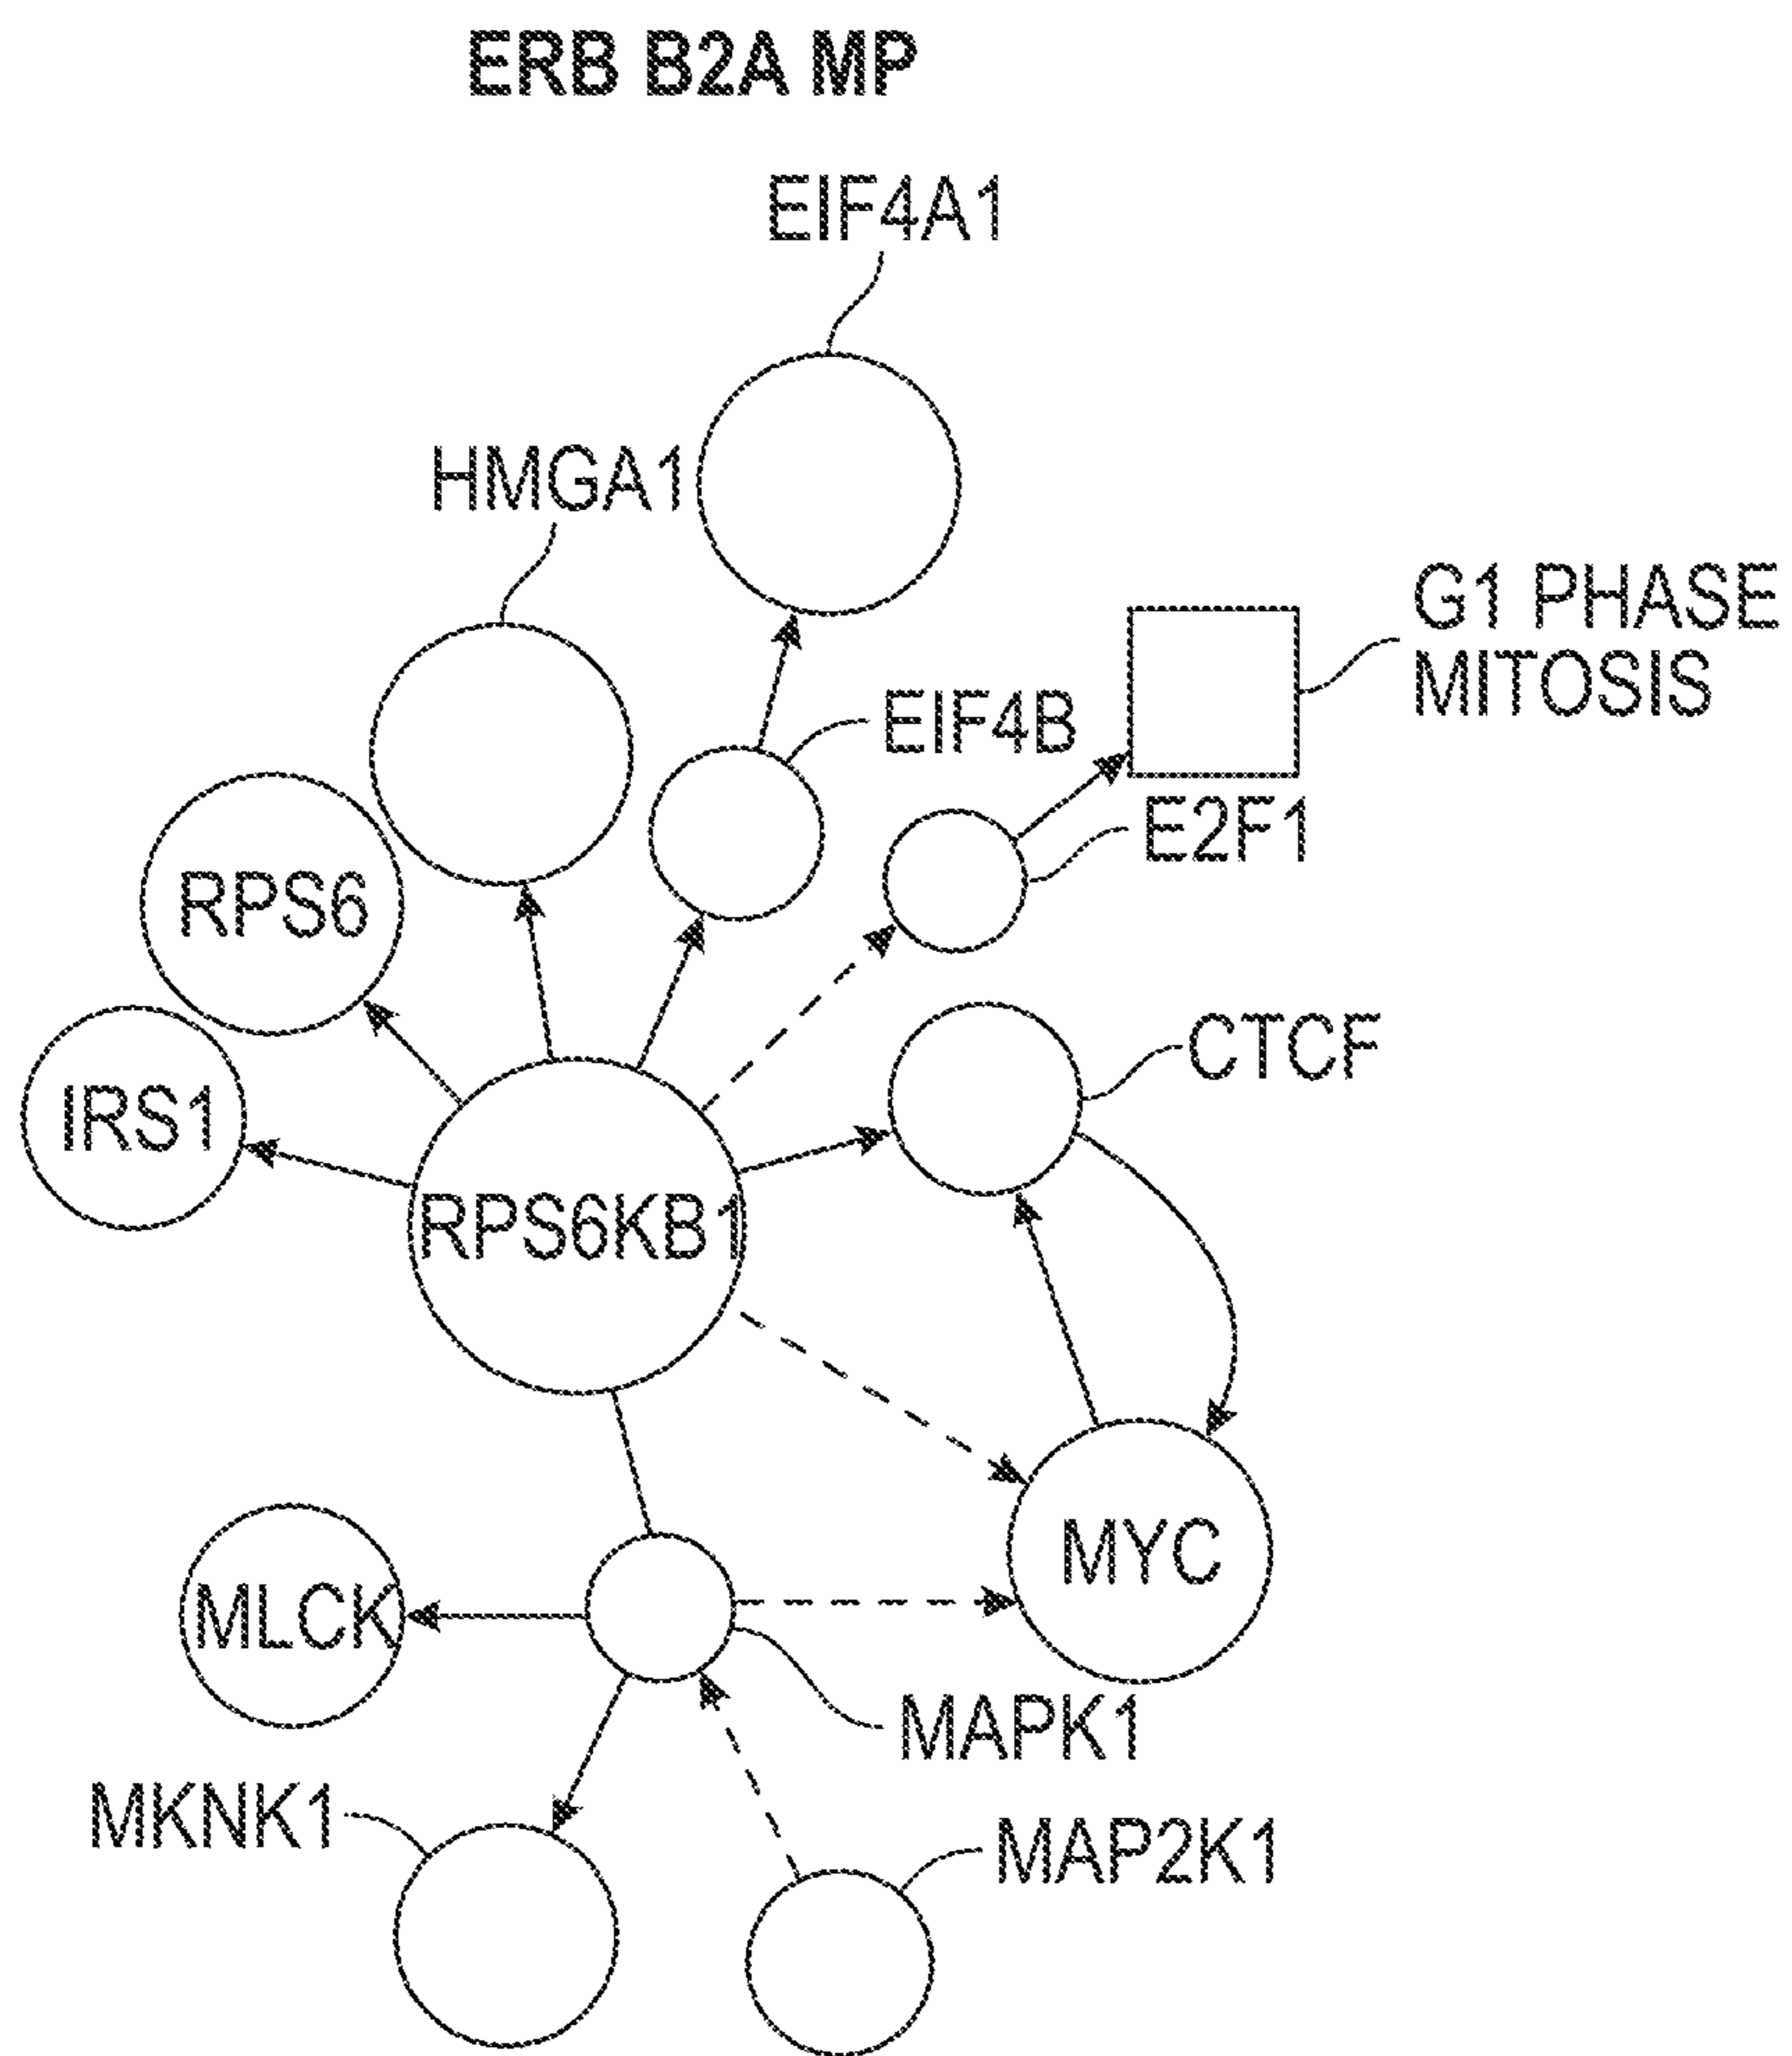 ERB B2A MP
EIF4A1
HMGA1
G1 PHASE
MITOSIS
EIF4B
E2F1
RPS6
CTCF
IRS1
RPS6KB1
MYC
MLCK
MAPK1
MKNK1
MAP2K1